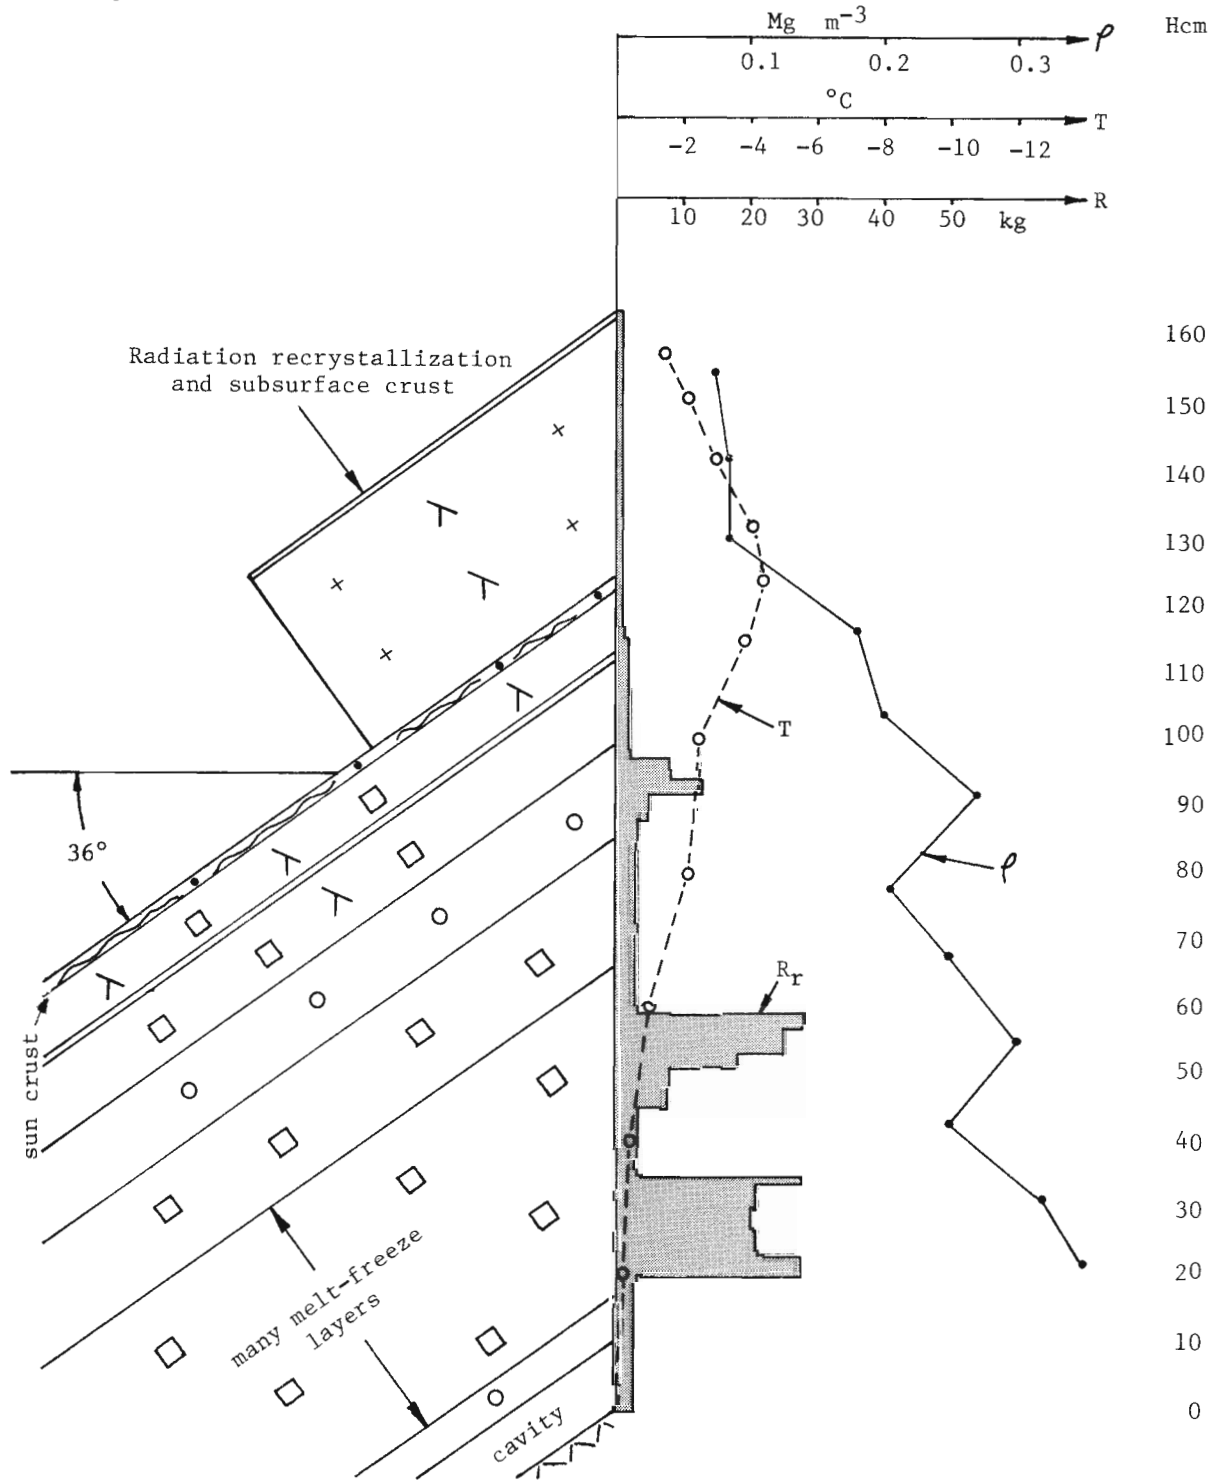 Mg m⁻³
ρ
Hcm
0.1 0.2 0.3
°C
T
-2 -4 -6 -8 -10 -12
R
10 20 30 40 50 kg
160
Radiation recrystallization
and subsurface crust
150
140
130
120
110
T
100
90
36°
ρ
80
70
Rr
60
sun crust
50
40
30
many melt-freeze
layers
20
10
cavity
0